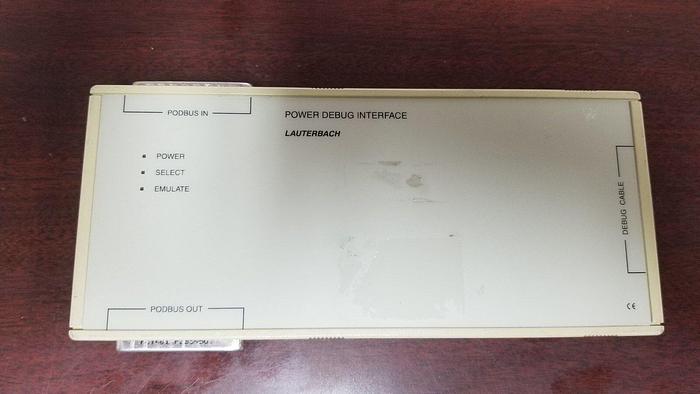 PODBUS IN
POWER DEBUG INTERFACE
LAUTERBACH
POWER
SELECT
EMULATE
DEBUG CABLE
PODBUS OUT
CE